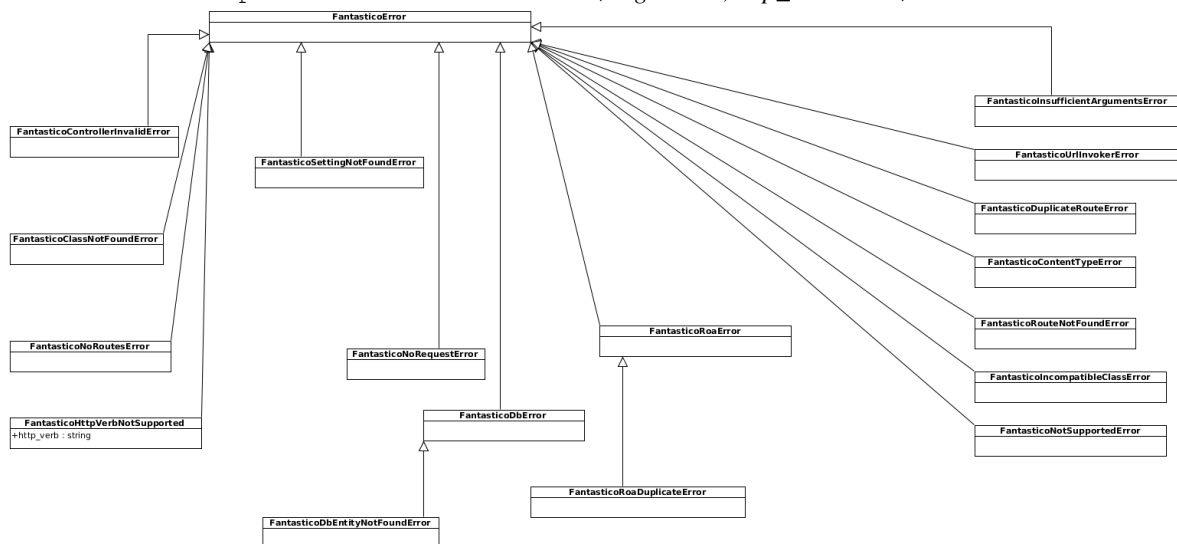 FantasticoError
FantasticoInsufficientArgumentsError
FantasticoControllerInvalidError
FantasticoSettingNotFoundError
FantasticoUrlInvokerError
FantasticoDuplicateRouteError
FantasticoClassNotFoundError
FantasticoContentTypeError
FantasticoRoaError
FantasticoRouteNotFoundError
FantasticoNoRoutesError
FantasticoNoRequestError
FantasticoIncompatibleClassError
FantasticoDbError
FantasticoHttpVerbNotSupported
+http_verb : string
FantasticoNotSupportedError
FantasticoRoaDuplicateError
FantasticoDbEntityNotFoundError